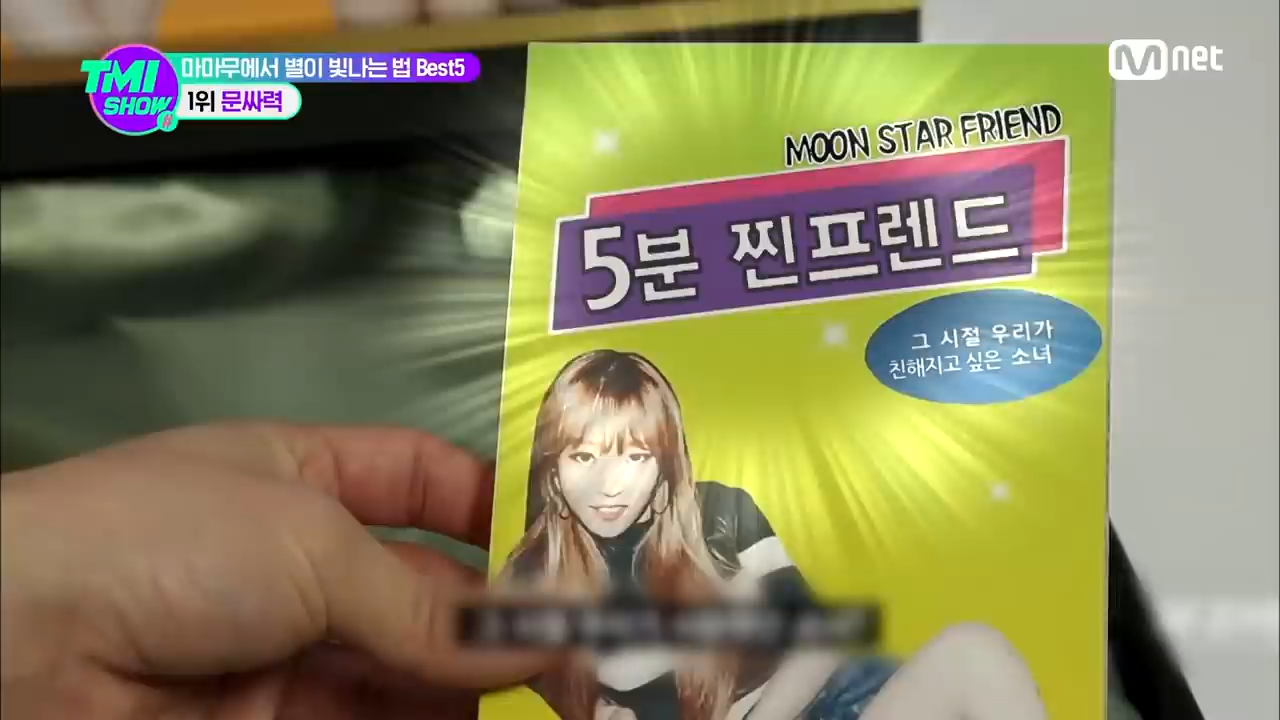 TMI SHOW
마마무에서 별이 빛나는 법 Best5
1위 문싸력
M net
MOON STAR FRIEND
5분 찐프렌드
그 시절 우리가
친해지고 싶은 소녀